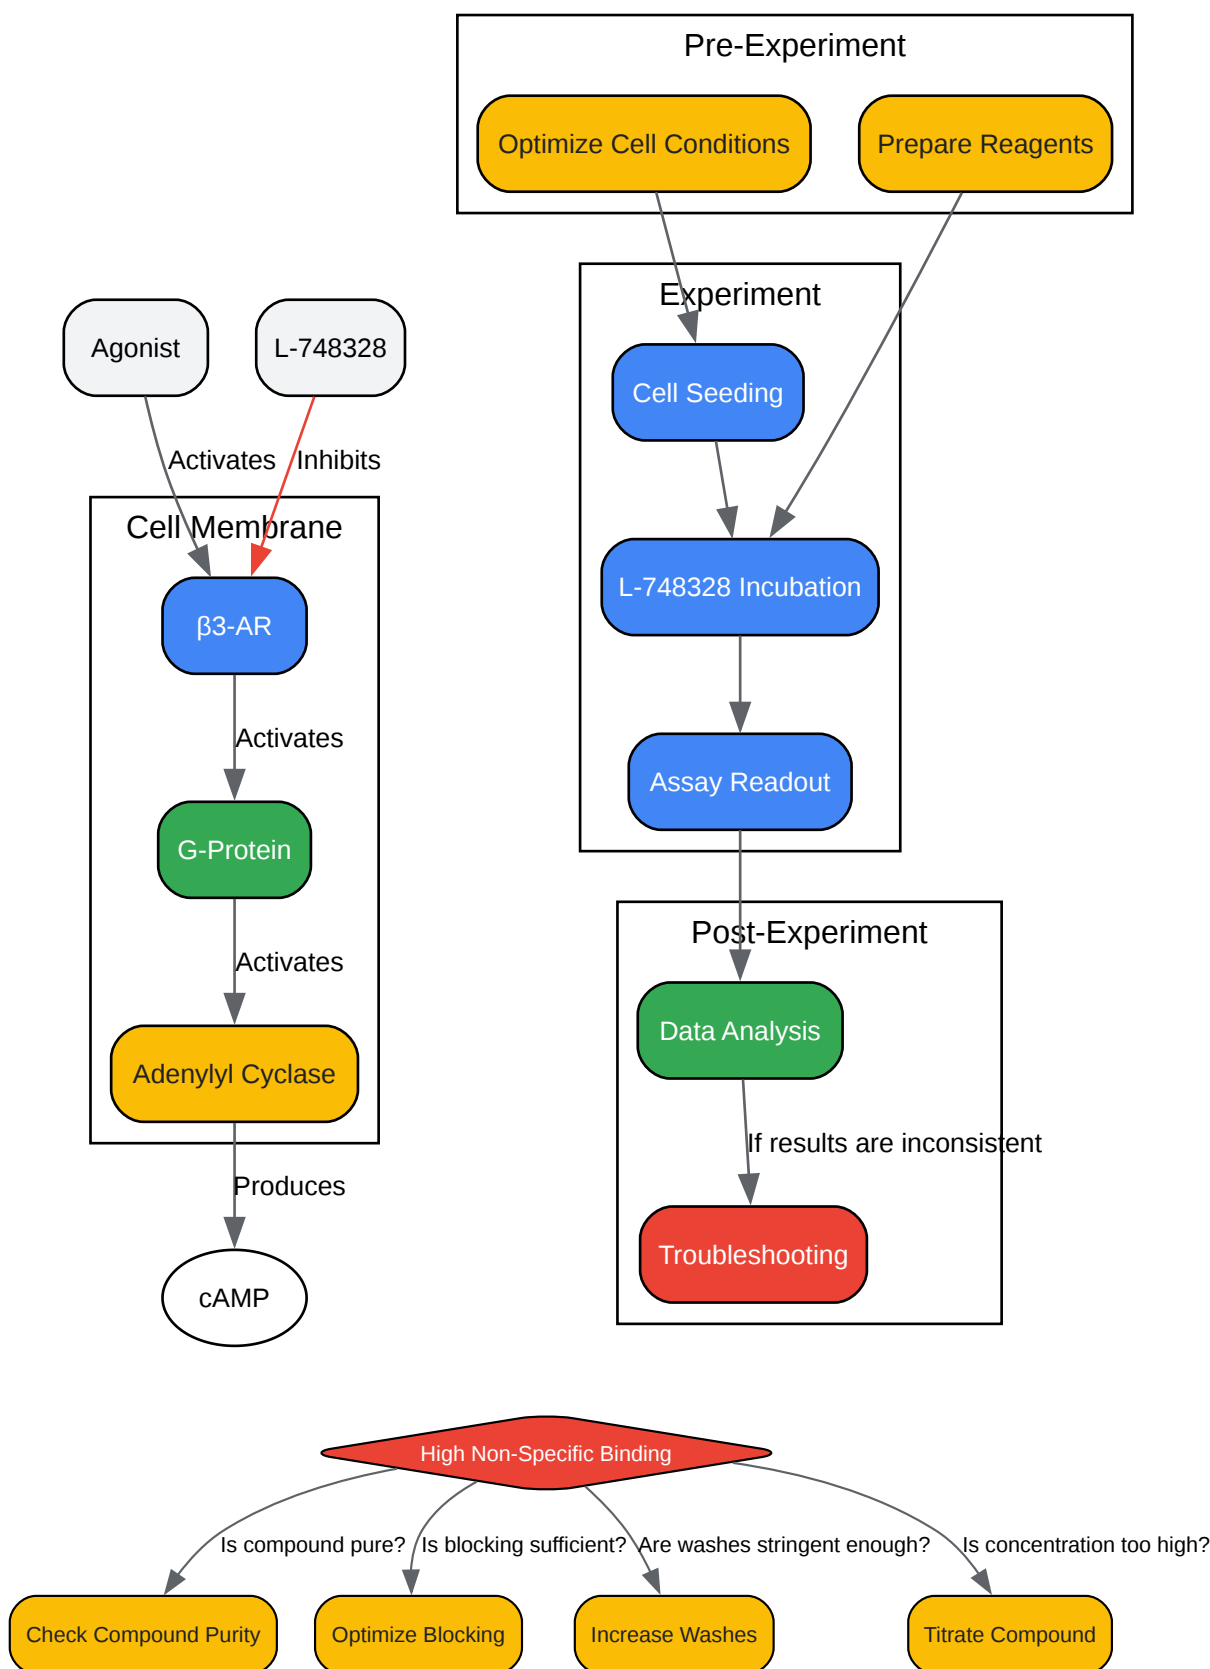 Pre-Experiment
Optimize Cell Conditions
Prepare Reagents
Experiment
Agonist
L-748328
Cell Seeding
Activates
Inhibits
Cell Membrane
L-748328 Incubation
β3-AR
Activates
Assay Readout
G-Protein
Post-Experiment
Activates
Data Analysis
Adenylyl Cyclase
If results are inconsistent
Produces
Troubleshooting
cAMP
High Non-Specific Binding
Is compound pure?
Is blocking sufficient?
Are washes stringent enough?
Is concentration too high?
Check Compound Purity
Optimize Blocking
Increase Washes
Titrate Compound